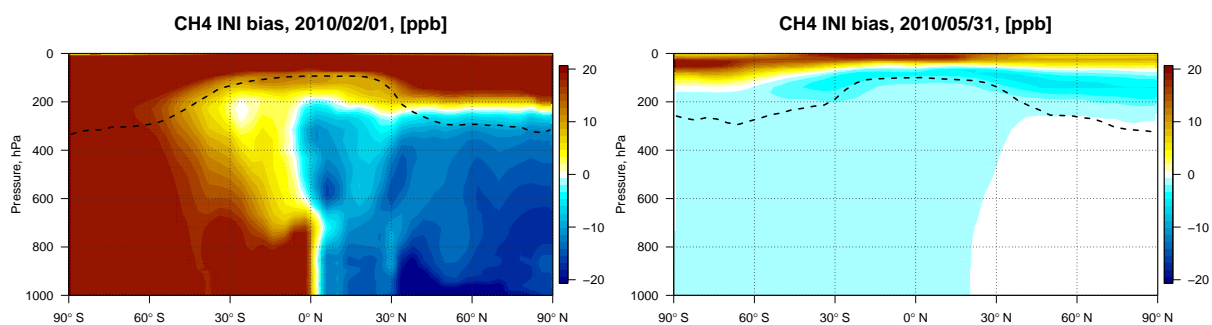 CH4 INI bias, 2010/02/01, [ppb]
Pressure, hPa
0
200
400
600
800
1000
90° S
60° S
30° S
0° N
30° N
60° N
90° N
20
10
0
−10
−20
CH4 INI bias, 2010/05/31, [ppb]
Pressure, hPa
0
200
400
600
800
1000
90° S
60° S
30° S
0° N
30° N
60° N
90° N
20
10
0
−10
−20